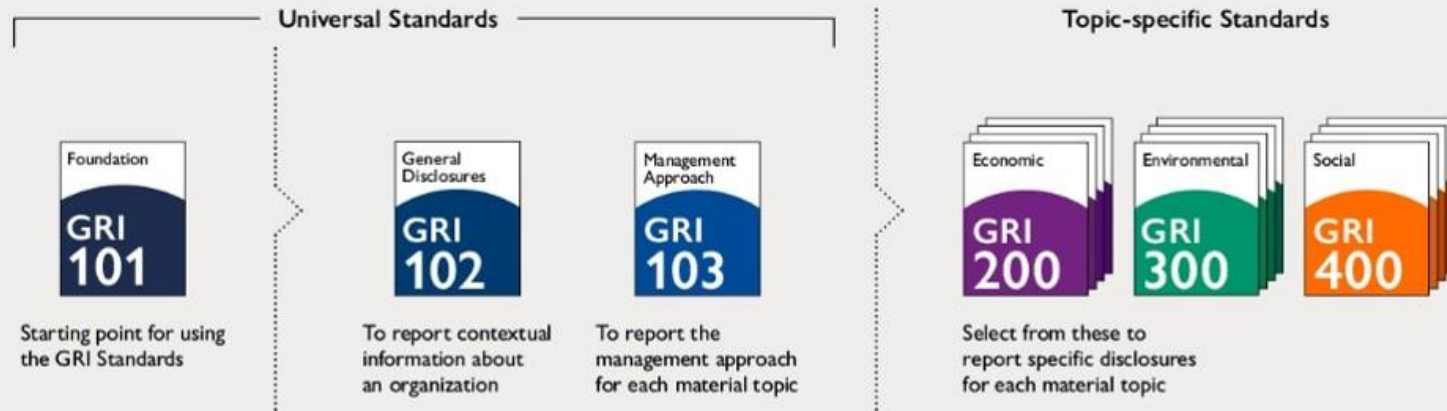 Universal Standards
Topic-specific Standards
Foundation
GRI
101
Starting point for using
the GRI Standards
General
Disclosures
GRI
102
To report contextual
information about
an organization
Management
Approach
GRI
103
To report the
management approach
for each material topic
Economic
GRI
200
Environmental
GRI
300
Social
GRI
400
Select from these to
report specific disclosures
for each material topic